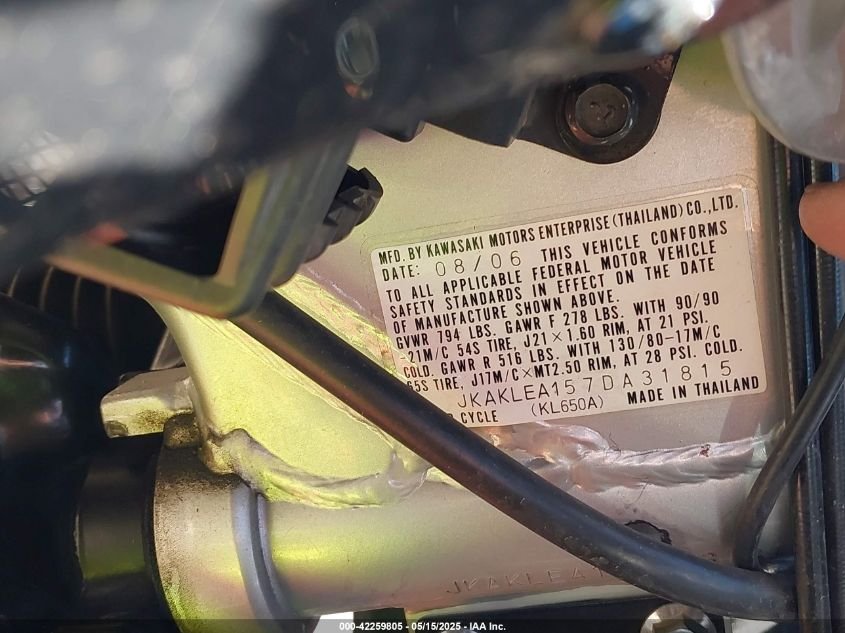 MFD. BY KAWASAKI MOTORS ENTERPRISE (THAILAND) CO., LTD.
DATE: 08/06 THIS VEHICLE CONFORMS
TO ALL APPLICABLE FEDERAL MOTOR VEHICLE
SAFETY STANDARDS IN EFFECT ON THE DATE
OF MANUFACTURE SHOWN ABOVE.
GVWR 794 LBS. GAWR F 278 LBS. WITH 90/90
-21M/C 54S TIRE, J21×1.60 RIM, AT 21 PSI.
COLD. GAWR R 516 LBS. WITH 130/80-17M/C
65S TIRE, J17M/C×MT2.50 RIM, AT 28 PSI. COLD.
JKAKLEA157DA31815
CYCLE (KL650A) MADE IN THAILAND
JKAKLEA1
000-42259805 - 05/15/2025 - IAA Inc.